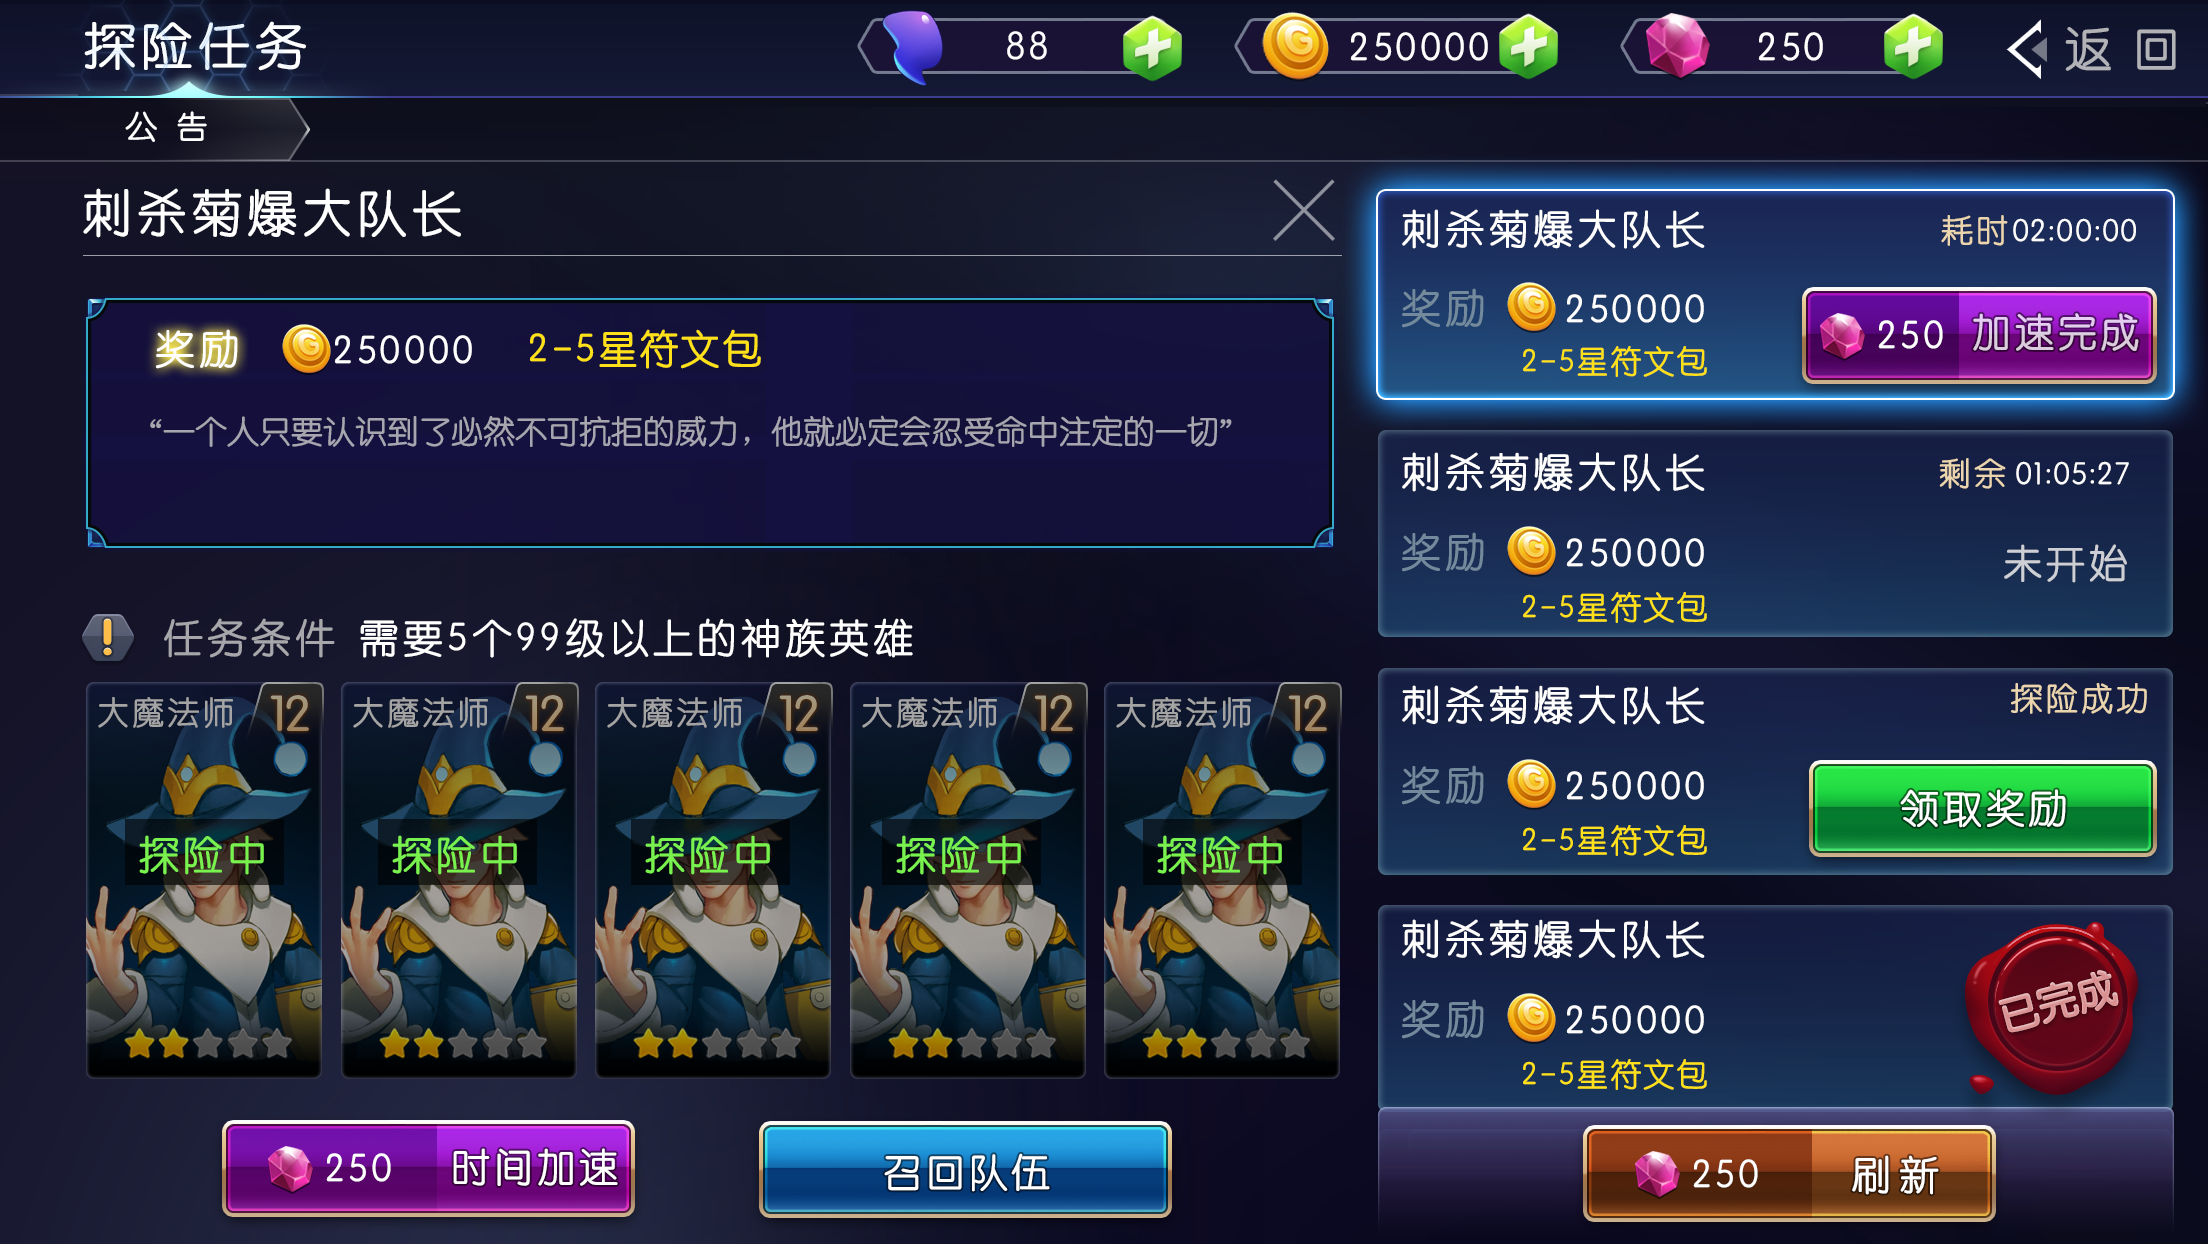 探险任务
88
250000
250
返回
公告
刺杀菊爆大队长
奖励 250000 2-5星符文包
“一个人只要认识到了必然不可抗拒的威力，他就必定会忍受命中注定的一切”
任务条件 需要5个99级以上的神族英雄
大魔法师 12
探险中
大魔法师 12
探险中
大魔法师 12
探险中
大魔法师 12
探险中
大魔法师 12
探险中
250 时间加速
召回队伍
刺杀菊爆大队长 耗时02:00:00
奖励 250000
2-5星符文包
250 加速完成
刺杀菊爆大队长 剩余 01:05:27
奖励 250000
2-5星符文包
未开始
刺杀菊爆大队长 探险成功
奖励 250000
2-5星符文包
领取奖励
刺杀菊爆大队长
奖励 250000
2-5星符文包
已完成
250 刷新